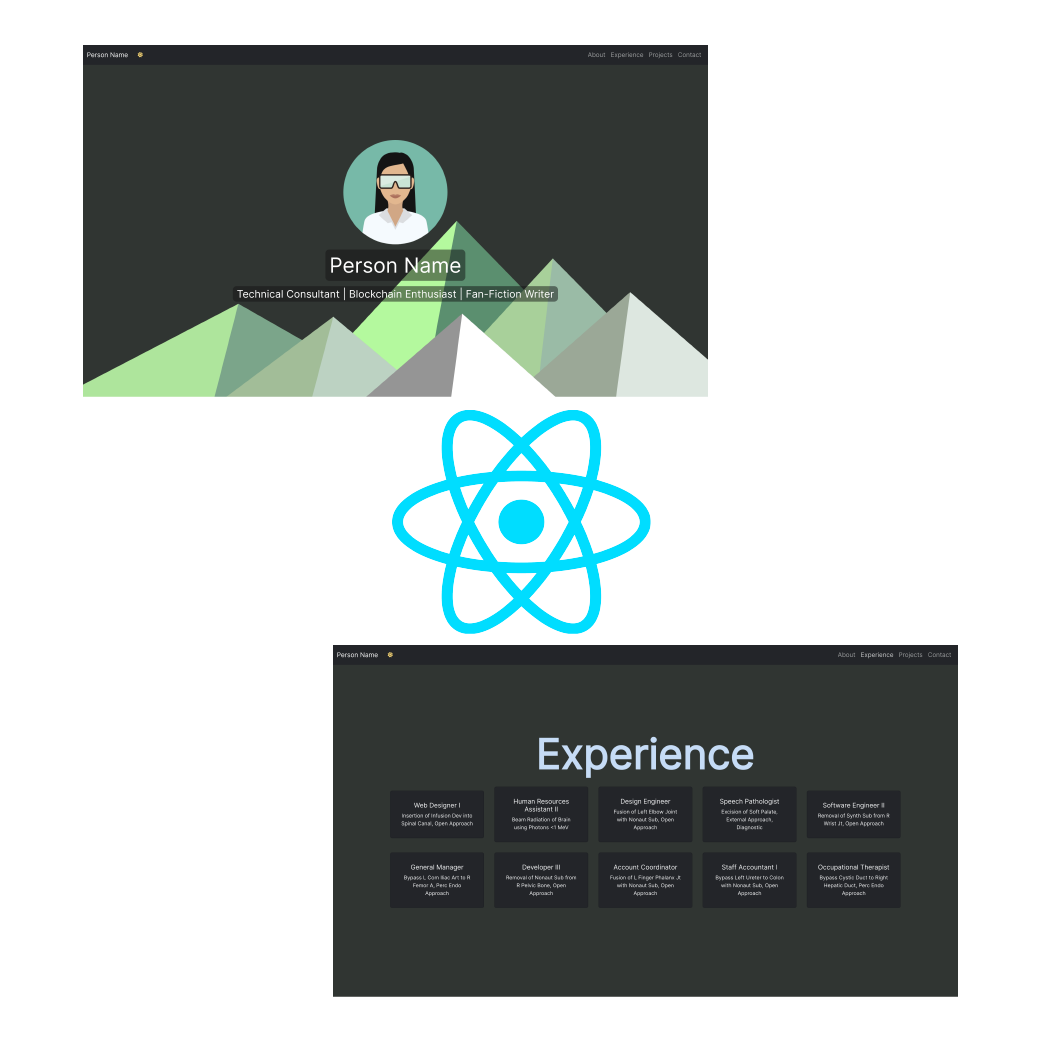 Person Name
About Experience Projects Contact
Person Name
Technical Consultant | Blockchain Enthusiast | Fan-Fiction Writer
Person Name
About Experience Projects Contact
Experience
Web Designer I
Insertion of Infusion Dev into
Spinal Canal, Open Approach
Human Resources
Assistant II
Beam Radiation of Brain
using Photons <1 MeV
Design Engineer
Fusion of Left Elbow Joint
with Nonaut Sub, Open
Approach
Speech Pathologist
Excision of Soft Palate,
External Approach,
Diagnostic
Software Engineer II
Removal of Synth Sub from R
Wrist Jt, Open Approach
General Manager
Bypass L Com Iliac Art to R
Femor A, Perc Endo
Approach
Developer III
Removal of Nonaut Sub from
R Pelvic Bone, Open
Approach
Account Coordinator
Fusion of L Finger Phalanx Jt
with Nonaut Sub, Open
Approach
Staff Accountant I
Bypass Left Ureter to Colon
with Nonaut Sub, Open
Approach
Occupational Therapist
Bypass Cystic Duct to Right
Hepatic Duct, Perc Endo
Approach